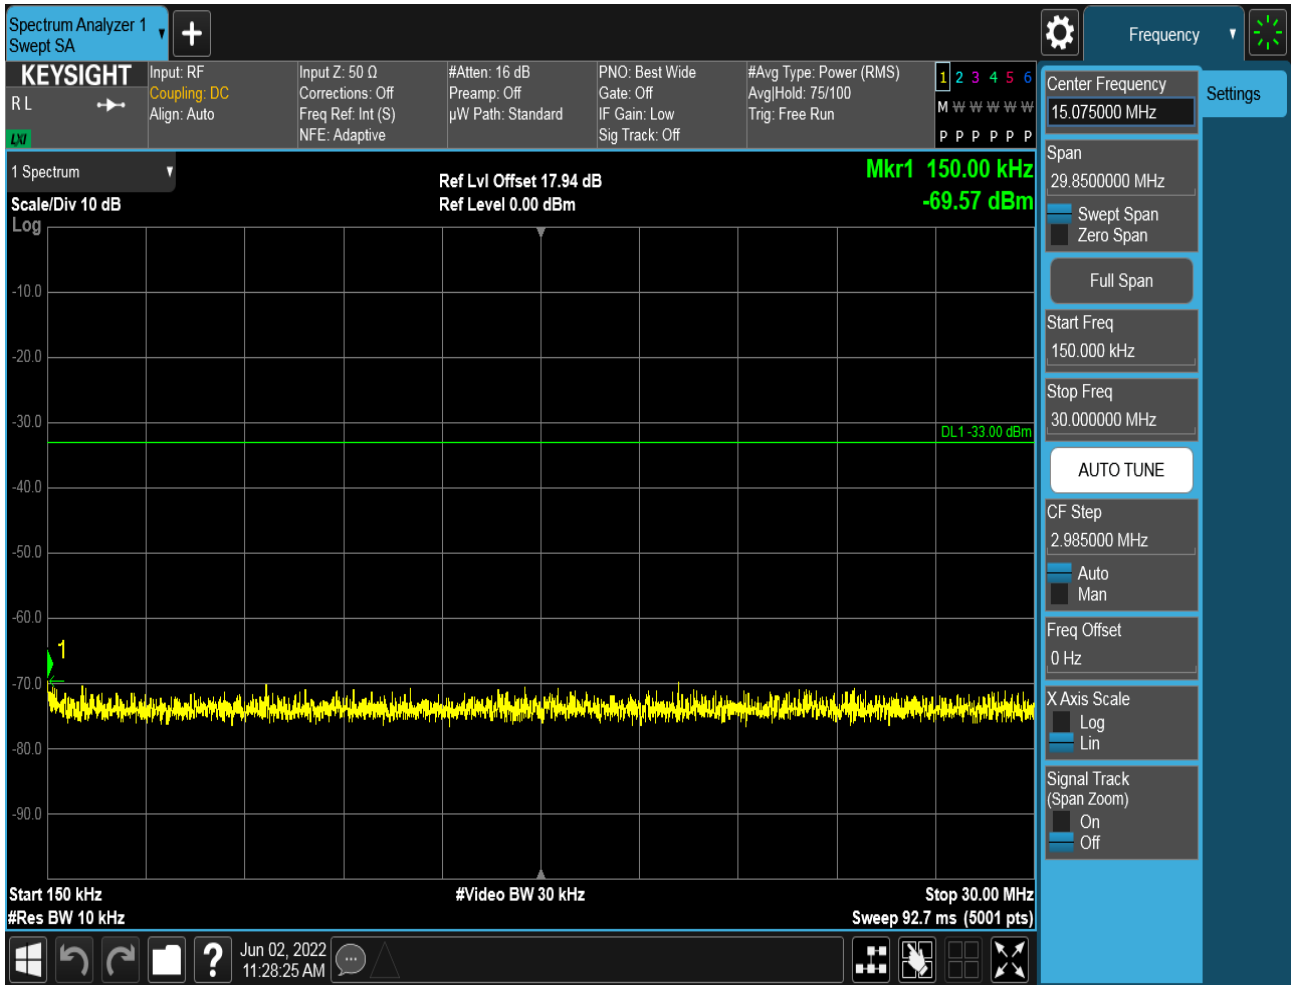 Spectrum Analyzer 1
Swept SA
Frequency
KEYSIGHT
R L
LXI
Input: RF
Coupling: DC
Align: Auto
Input Z: 50 Ω
Corrections: Off
Freq Ref: Int (S)
NFE: Adaptive
#Atten: 16 dB
Preamp: Off
µW Path: Standard
PNO: Best Wide
Gate: Off
IF Gain: Low
Sig Track: Off
#Avg Type: Power (RMS)
Avg|Hold: 75/100
Trig: Free Run
1 2 3 4 5 6
M W W W W W
P P P P P P
1 Spectrum
Scale/Div 10 dB
Log
Ref Lvl Offset 17.94 dB
Ref Level 0.00 dBm
Mkr1 150.00 kHz
-69.57 dBm
-10.0
-20.0
-30.0
DL1 -33.00 dBm
-40.0
-50.0
-60.0
1
-70.0
-80.0
-90.0
Start 150 kHz
#Video BW 30 kHz
Stop 30.00 MHz
#Res BW 10 kHz
Sweep 92.7 ms (5001 pts)
?
Jun 02, 2022
11:28:25 AM
Center Frequency
15.075000 MHz
Settings
Span
29.8500000 MHz
Swept Span
Zero Span
Full Span
Start Freq
150.000 kHz
Stop Freq
30.000000 MHz
AUTO TUNE
CF Step
2.985000 MHz
Auto
Man
Freq Offset
0 Hz
X Axis Scale
Log
Lin
Signal Track
(Span Zoom)
On
Off